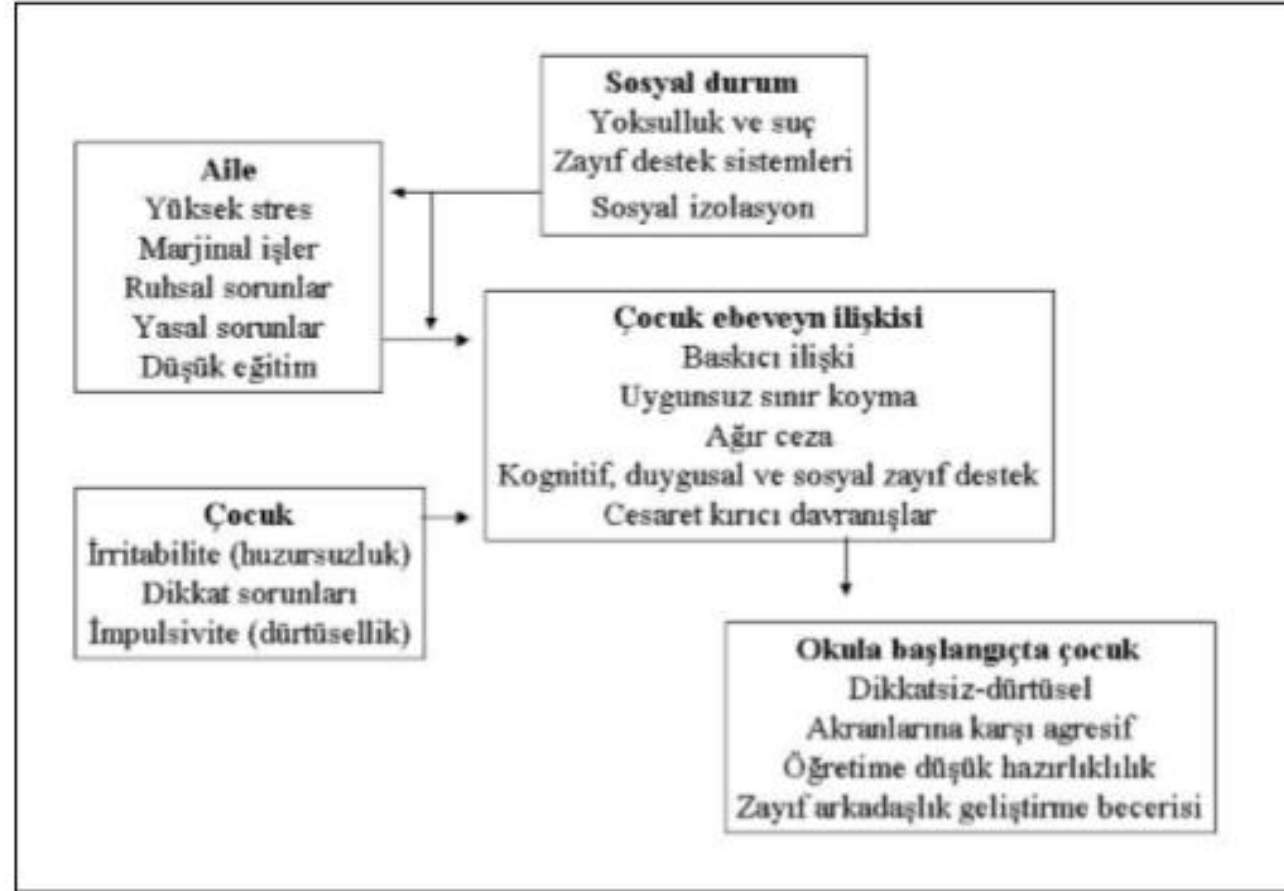 Sosyal durum
Yoksulluk ve suç
Zayıf destek sistemleri
Sosyal izolasyon
Aile
Yüksek stres
Marjinal işler
Ruhsal sorunlar
Yasal sorunlar
Düşük eğitim
Çocuk ebeveyn ilişkisi
Baskıcı ilişki
Uygunsuz sınır koyma
Ağır ceza
Kognitif, duygusal ve sosyal zayıf destek
Cesaret kırıcı davranışlar
Çocuk
İrritabilite (huzursuzluk)
Dikkat sorunları
İmpulsivite (dürtüsellik)
Okula başlangıçta çocuk
Dikkatsiz-dürtüsel
Akranlarına karşı agresif
Öğretime düşük hazırlıklılık
Zayıf arkadaşlık geliştirme becerisi